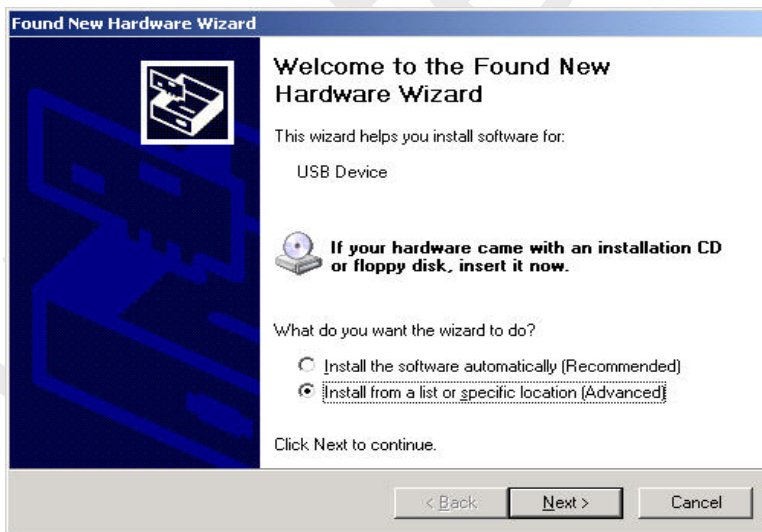 Found New Hardware Wizard
Welcome to the Found New
Hardware Wizard
This wizard helps you install software for:
USB Device
If your hardware came with an installation CD
or floppy disk, insert it now.
What do you want the wizard to do?
Install the software automatically (Recommended)
Install from a list or specific location (Advanced)
Click Next to continue.
< Back Next > Cancel